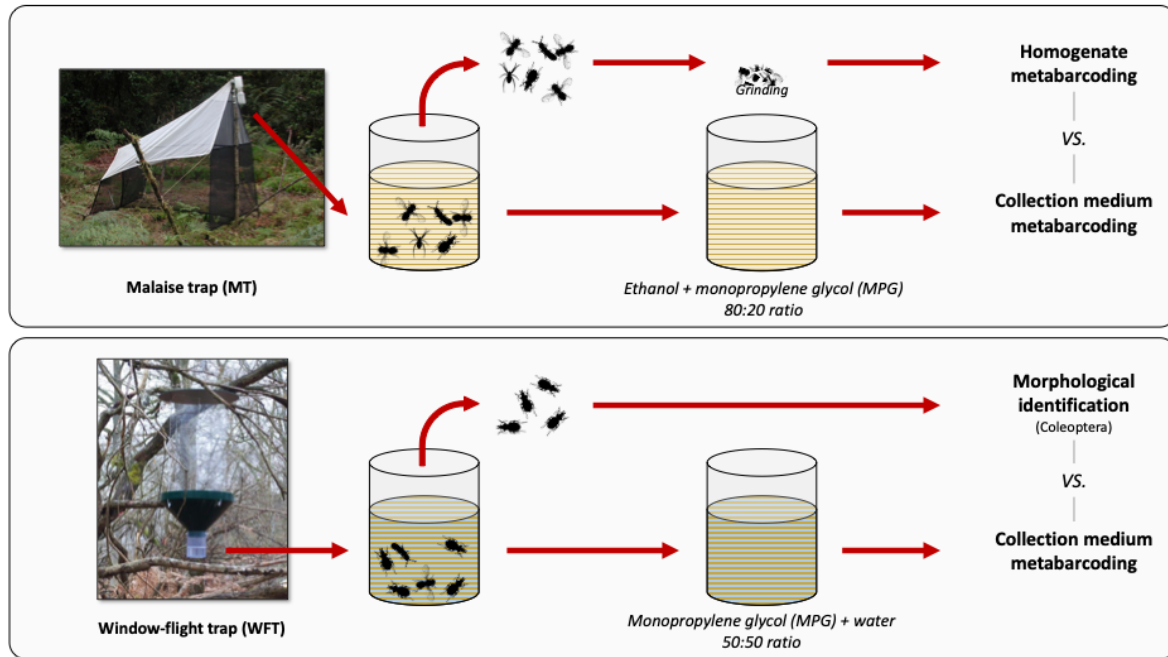 Grinding
Homogenate
metabarcoding
VS.
Collection medium
metabarcoding
Malaise trap (MT)
Ethanol + monopropylene glycol (MPG)
80:20 ratio
Morphological
identification
(Coleoptera)
VS.
Collection medium
metabarcoding
Window-flight trap (WFT)
Monopropylene glycol (MPG) + water
50:50 ratio